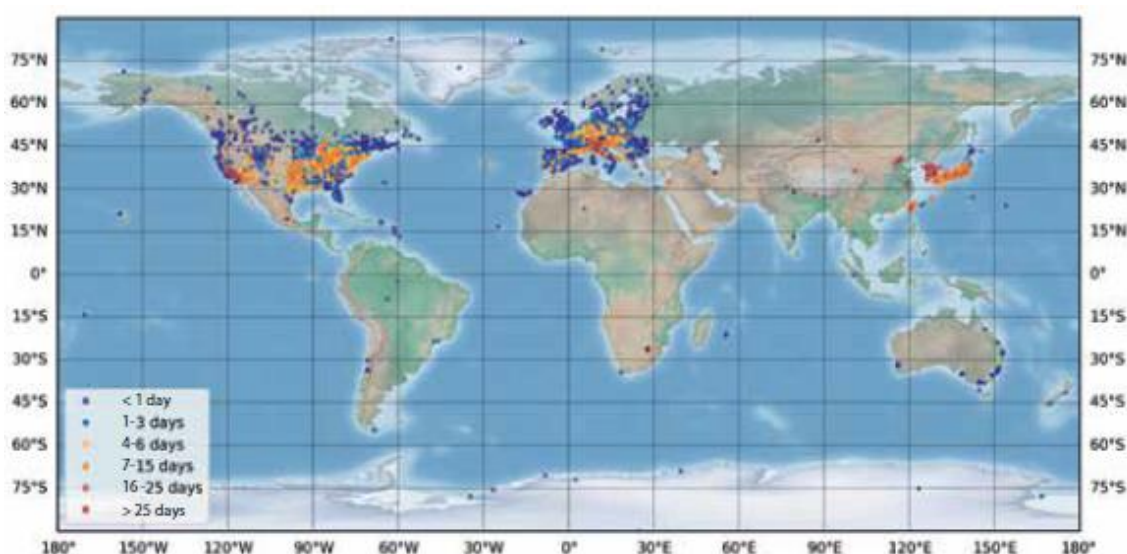 75°N 75°N
60°N 60°N
45°N 45°N
30°N 30°N
15°N 15°N
0° 0°
15°S 15°S
30°S 30°S
45°S 45°S
60°S 60°S
75°S 75°S
< 1 day
1-3 days
4-6 days
7-15 days
16-25 days
> 25 days
180° 150°W 120°W 90°W 60°W 30°W 0° 30°E 60°E 90°E 120°E 150°E 180°